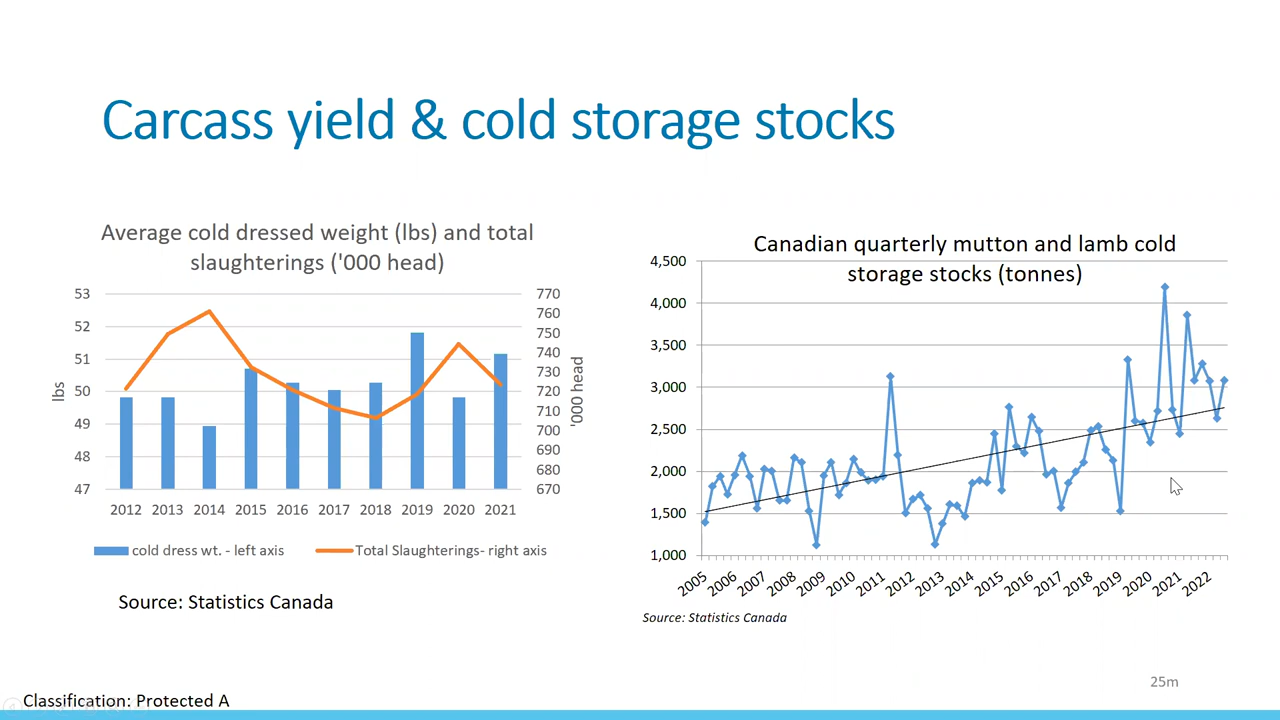 Carcass yield & cold storage stocks
Average cold dressed weight (lbs) and total
slaughterings ('000 head)
53
52
51
50
49
48
47
lbs
770
760
750
740
730
720
710
700
690
680
670
'000 head
2012 2013 2014 2015 2016 2017 2018 2019 2020 2021
cold dress wt. - left axis Total Slaughterings- right axis
Source: Statistics Canada
Canadian quarterly mutton and lamb cold
storage stocks (tonnes)
4,500
4,000
3,500
3,000
2,500
2,000
1,500
1,000
2005 2006 2007 2008 2009 2010 2011 2012 2013 2014 2015 2016 2017 2018 2019 2020 2021 2022
Source: Statistics Canada
25m
Classification: Protected A